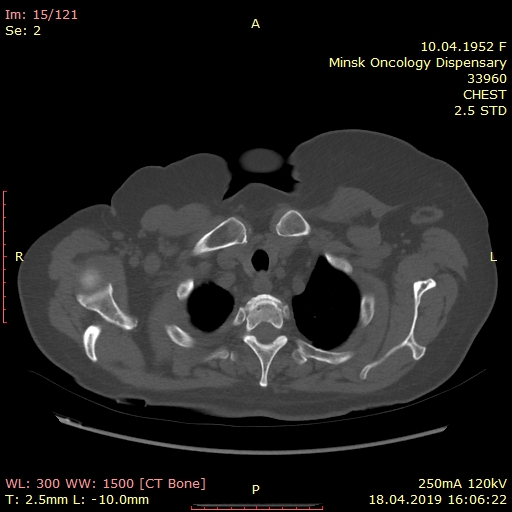 Im: 15/121
Se: 2
A
10.04.1952 F
Minsk Oncology Dispensary
33960
CHEST
2.5 STD
R
L
WL: 300 WW: 1500 [CT Bone]
T: 2.5mm L: -10.0mm
P
250mA 120kV
18.04.2019 16:06:22